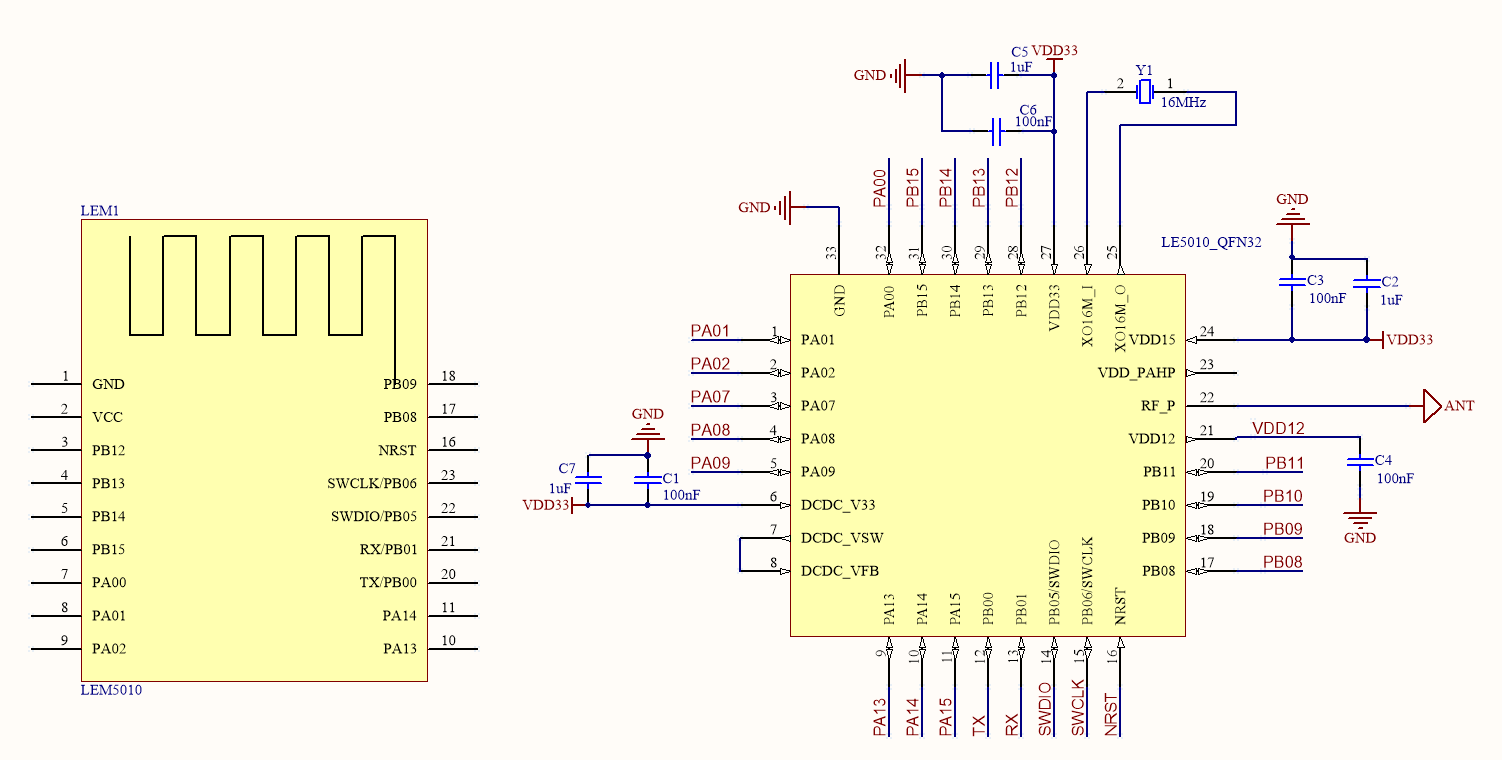 LEM1
1 GND
2 VCC
3 PB12
4 PB13
5 PB14
6 PB15
7 PA00
8 PA01
9 PA02
PB09 18
PB08 17
NRST 16
SWCLK/PB06 23
SWDIO/PB05 22
RX/PB01 21
TX/PB00 20
PA14 11
PA13 10
LEM5010
GND
C5
1uF
VDD33
C6
100nF
2 Y1 1
16MHz
GND
PA00
PB15
PB14
PB13
PB12
33
32
31
30
29
28
27
26
25
LE5010_QFN32
GND
PA00
PB15
PB14
PB13
PB12
VDD33
XO16M_I
XO16M_O
PA01 1 PA01
PA02 2 PA02
PA07 3 PA07
PA08 4 PA08
PA09 5 PA09
6 DCDC_V33
7 DCDC_VSW
8 DCDC_VFB
GND
C7
1uF
C1
100nF
VDD33
VDD15 24
VDD_PAHP 23
RF_P 22
VDD12 21
PB11 20 PB11
PB10 19 PB10
PB09 18 PB09
PB08 17 PB08
GND
C3
100nF
C2
1uF
VDD33
ANT
VDD12
C4
100nF
GND
PA13
PA14
PA15
PB00
PB01
PB05/SWDIO
PB06/SWCLK
NRST
9
10
11
12
13
14
15
16
PA13
PA14
PA15
TX
RX
SWDIO
SWCLK
NRST